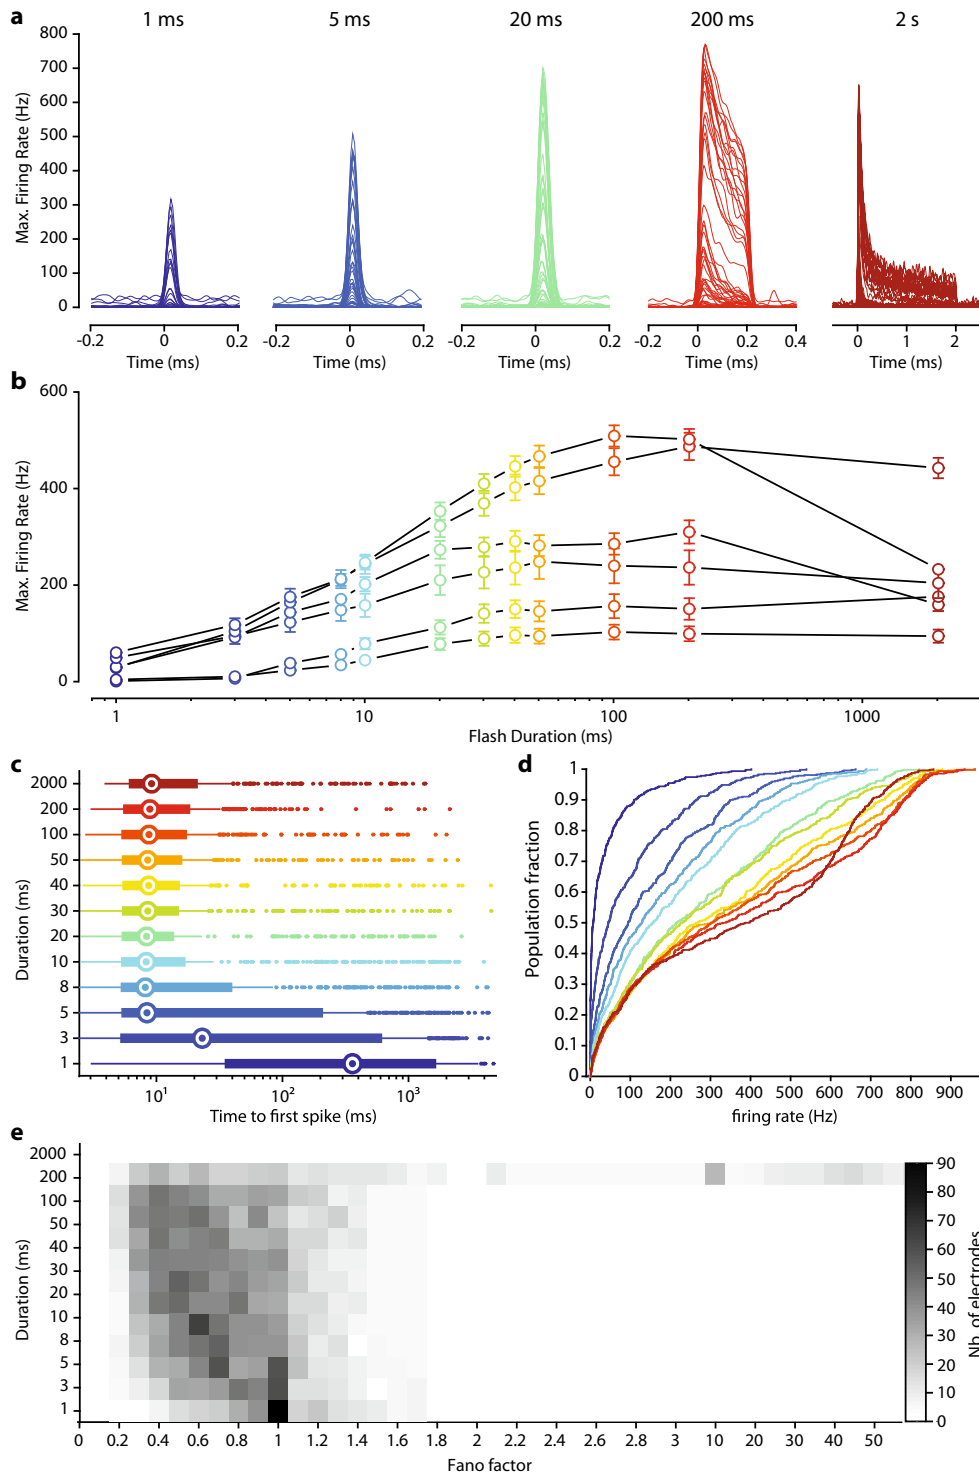 a
1 ms 5 ms 20 ms 200 ms 2 s
Max. Firing Rate (Hz)
800
700
600
500
400
300
200
100
0
-0.2 0 0.2
-0.2 0 0.2
-0.2 0 0.2
-0.2 0 0.2 0.4
0 1 2
Time (ms) Time (ms) Time (ms) Time (ms) Time (ms)
b
Max. Firing Rate (Hz)
600
400
200
0
1 10 100 1000
Flash Duration (ms)
c
Duration (ms)
2000
200
100
50
40
30
20
10
8
5
3
1
10¹ 10² 10³
Time to first spike (ms)
d
Population fraction
1
0.9
0.8
0.7
0.6
0.5
0.4
0.3
0.2
0.1
0
0 100 200 300 400 500 600 700 800 900
firing rate (Hz)
e
Duration (ms)
2000
200
100
50
40
30
20
10
8
5
3
1
0 0.2 0.4 0.6 0.8 1 1.2 1.4 1.6 1.8 2 2.2 2.4 2.6 2.8 3 10 20 30 40 50
Fano factor
90
80
70
60
50
40
30
20
10
0
Nb. of electrodes